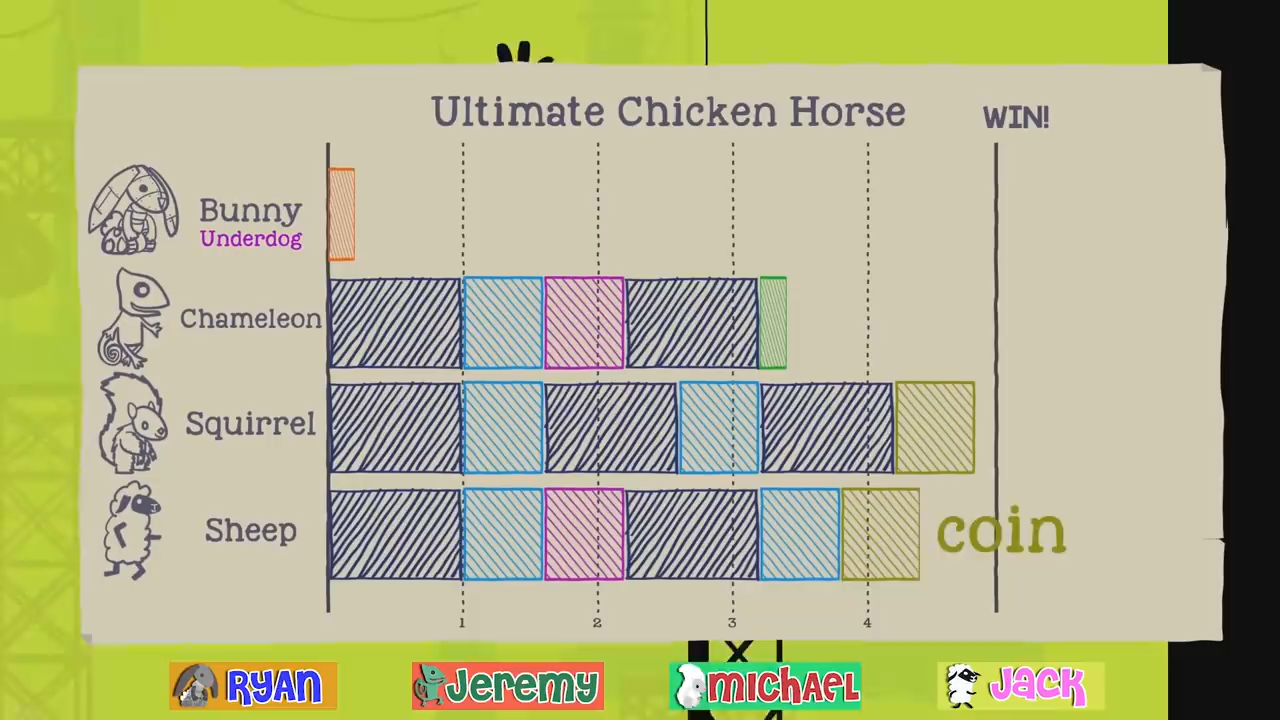 Ultimate Chicken Horse
WIN!
Bunny
Underdog
Chameleon
Squirrel
Sheep
coin
1 2 3 4
RYAN Jeremy michael Jack